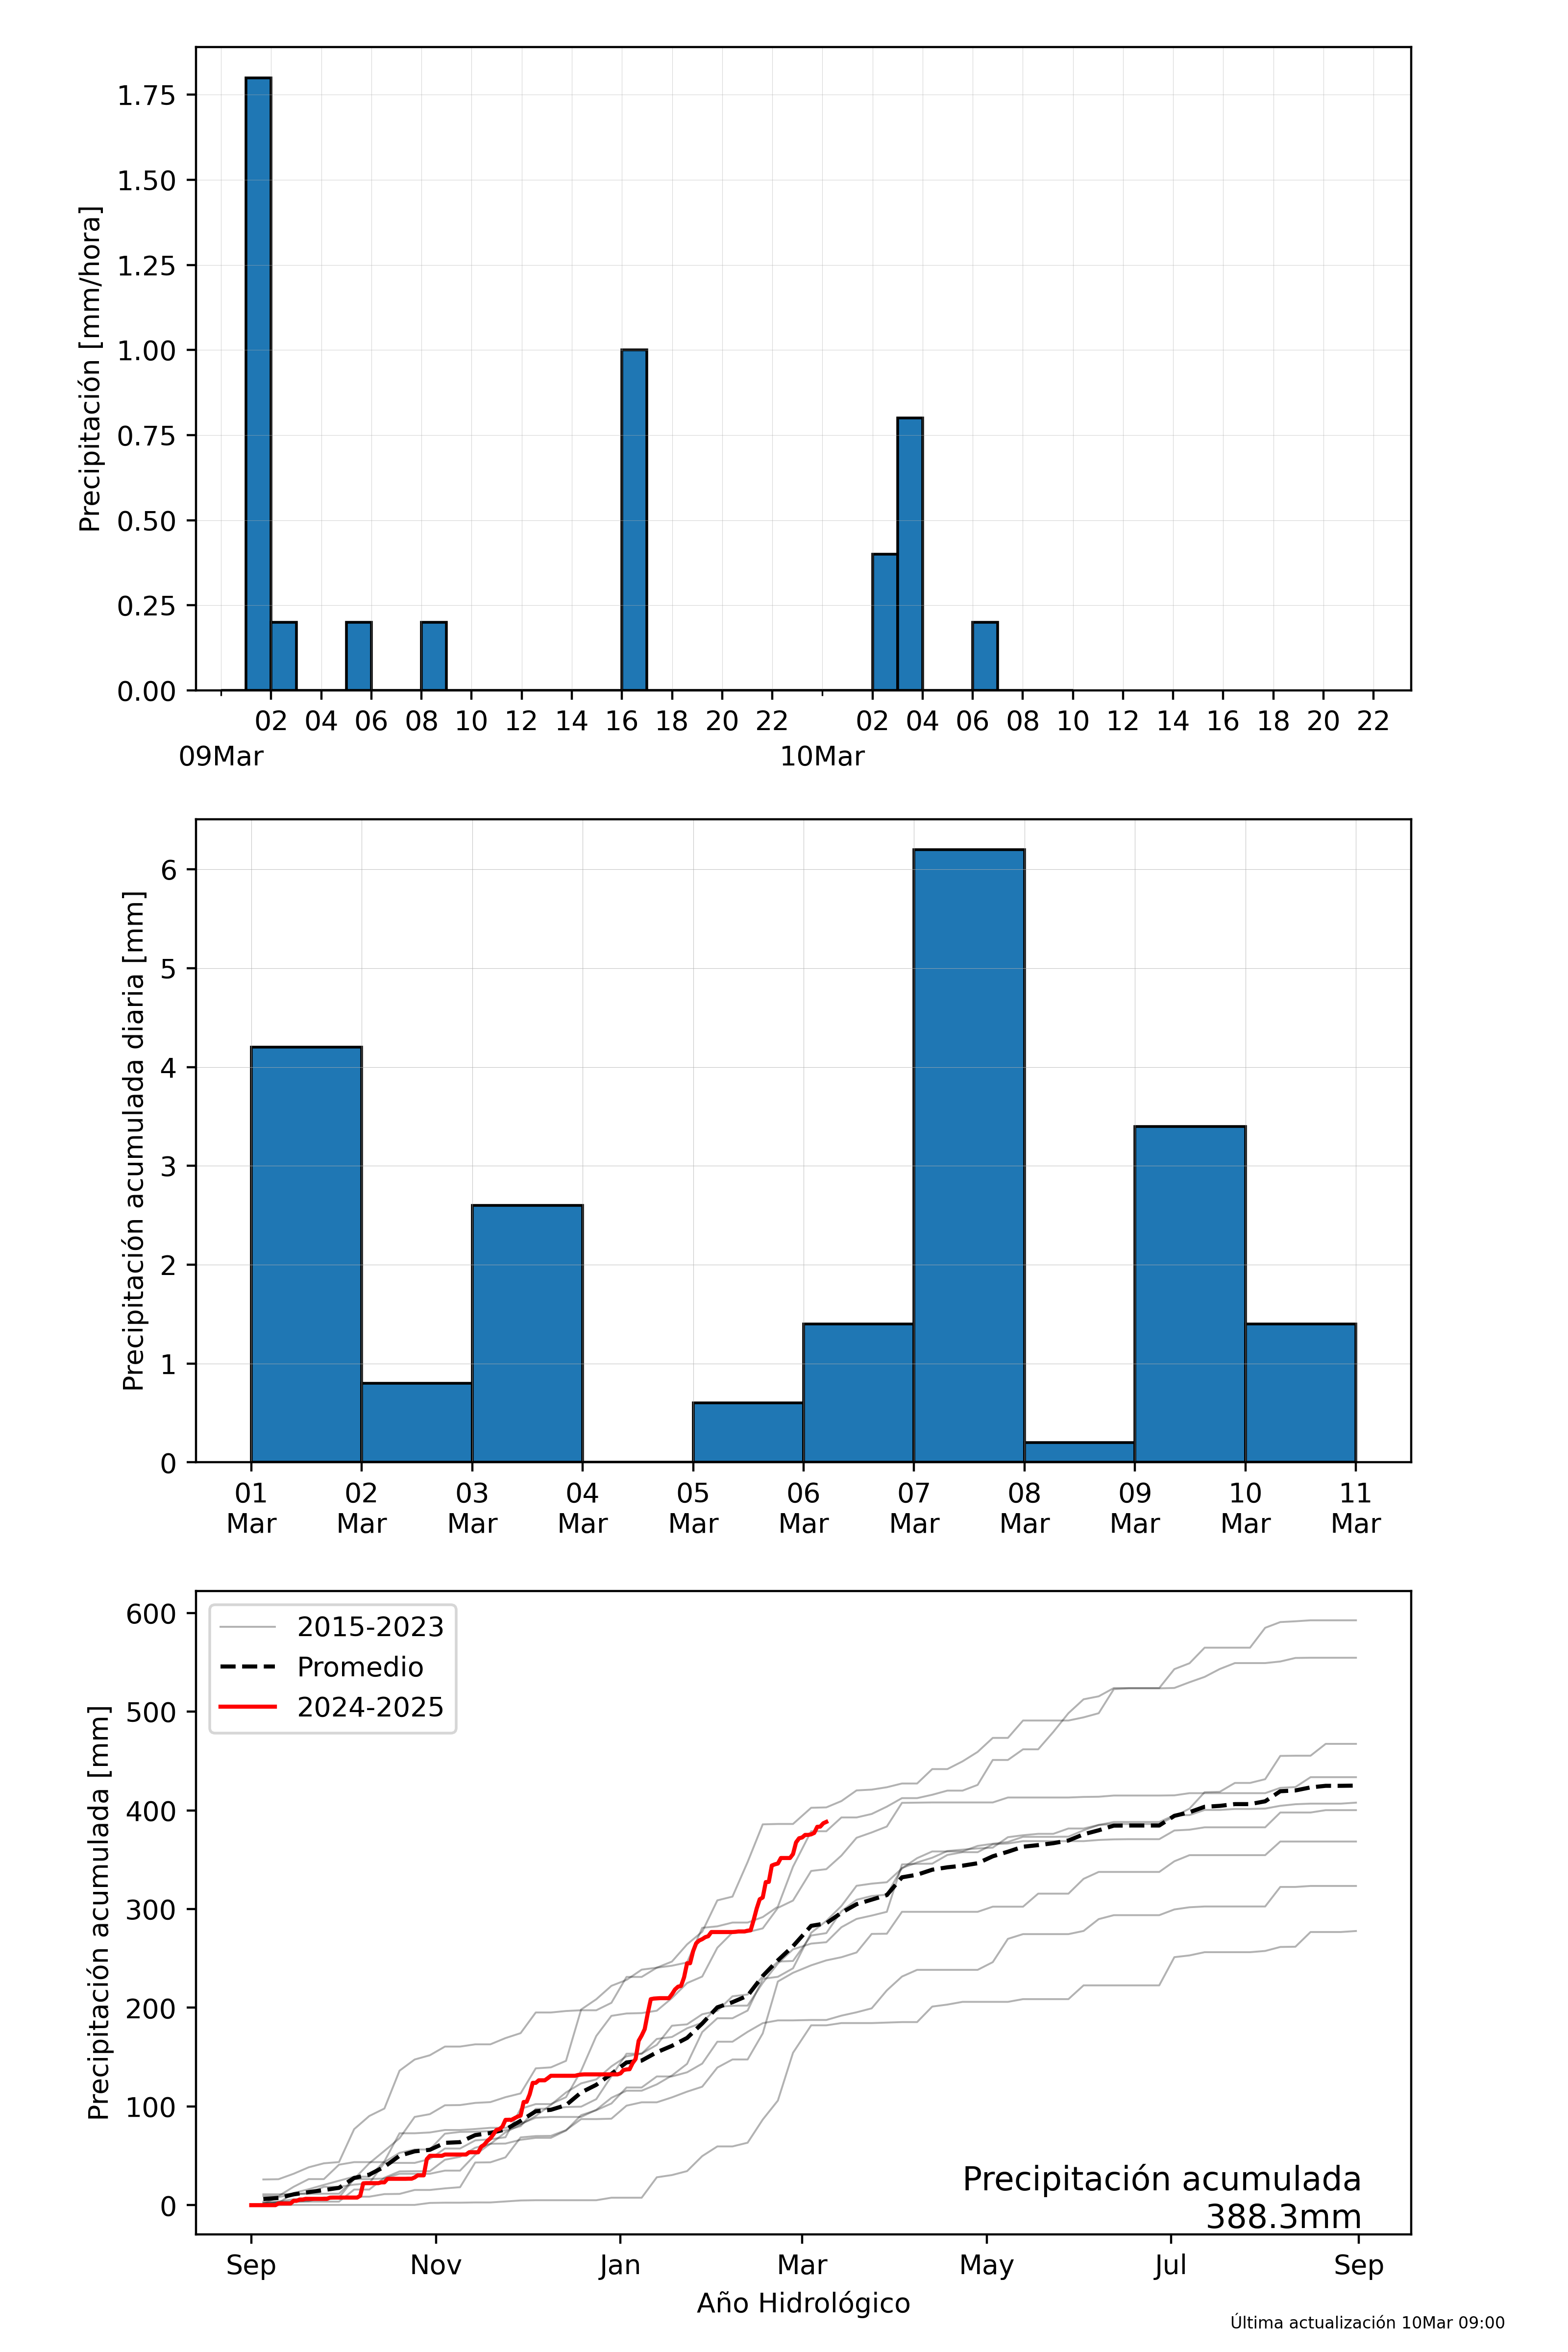 Precipitación [mm/hora]
1.75
1.50
1.25
1.00
0.75
0.50
0.25
0.00
02 04 06 08 10 12 14 16 18 20 22 02 04 06 08 10 12 14 16 18 20 22
09Mar 10Mar
Precipitación acumulada diaria [mm]
6
5
4
3
2
1
0
01 02 03 04 05 06 07 08 09 10 11
Mar Mar Mar Mar Mar Mar Mar Mar Mar Mar Mar
Precipitación acumulada [mm]
600
500
400
300
200
100
0
2015-2023
Promedio
2024-2025
Precipitación acumulada
388.3mm
Sep Nov Jan Mar May Jul Sep
Año Hidrológico
Última actualización 10Mar 09:00